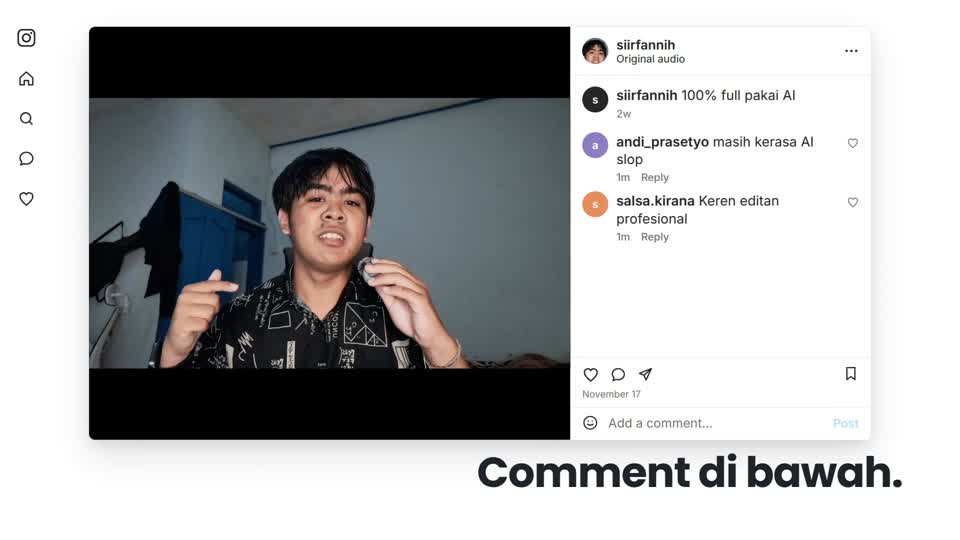 siirfannih
Original audio
s
siirfannih 100% full pakai AI
2w
a
andi_prasetyo masih kerasa AI
slop
1m Reply
s
salsa.kirana Keren editan
profesional
1m Reply
November 17
Add a comment...
Post
Comment di bawah.